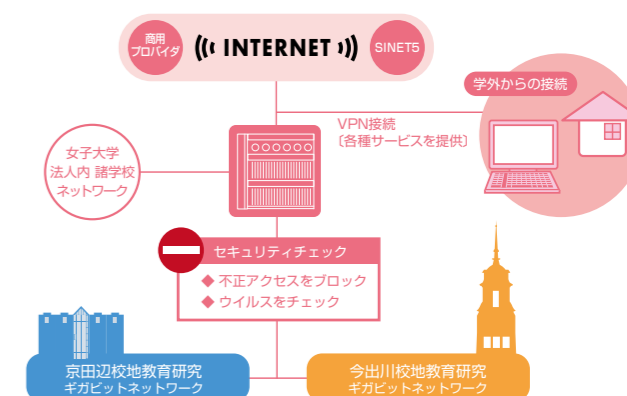 商用
プロバイダ
INTERNET
SINET5
学外からの接続
VPN接続
〔各種サービスを提供〕
女子大学
法人内 諸学校
ネットワーク
セキュリティチェック
◆ 不正アクセスをブロック
◆ ウイルスをチェック
京田辺校地教育研究
ギガビットネットワーク
今出川校地教育研究
ギガビットネットワーク